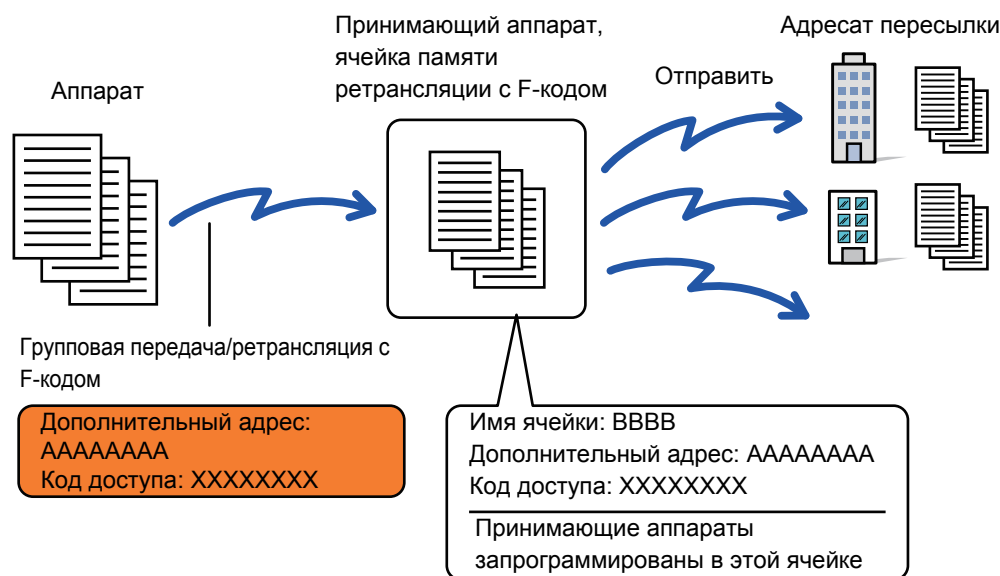 Аппарат
Принимающий аппарат,
ячейка памяти
ретрансляции с F-кодом
Отправить
Адресат пересылки
Групповая передача/ретрансляция с
F-кодом
Дополнительный адрес:
AAAAAAAA
Код доступа: XXXXXXXX
Имя ячейки: BBBB
Дополнительный адрес: AAAAAAAA
Код доступа: XXXXXXXX
Принимающие аппараты
запрограммированы в этой ячейке